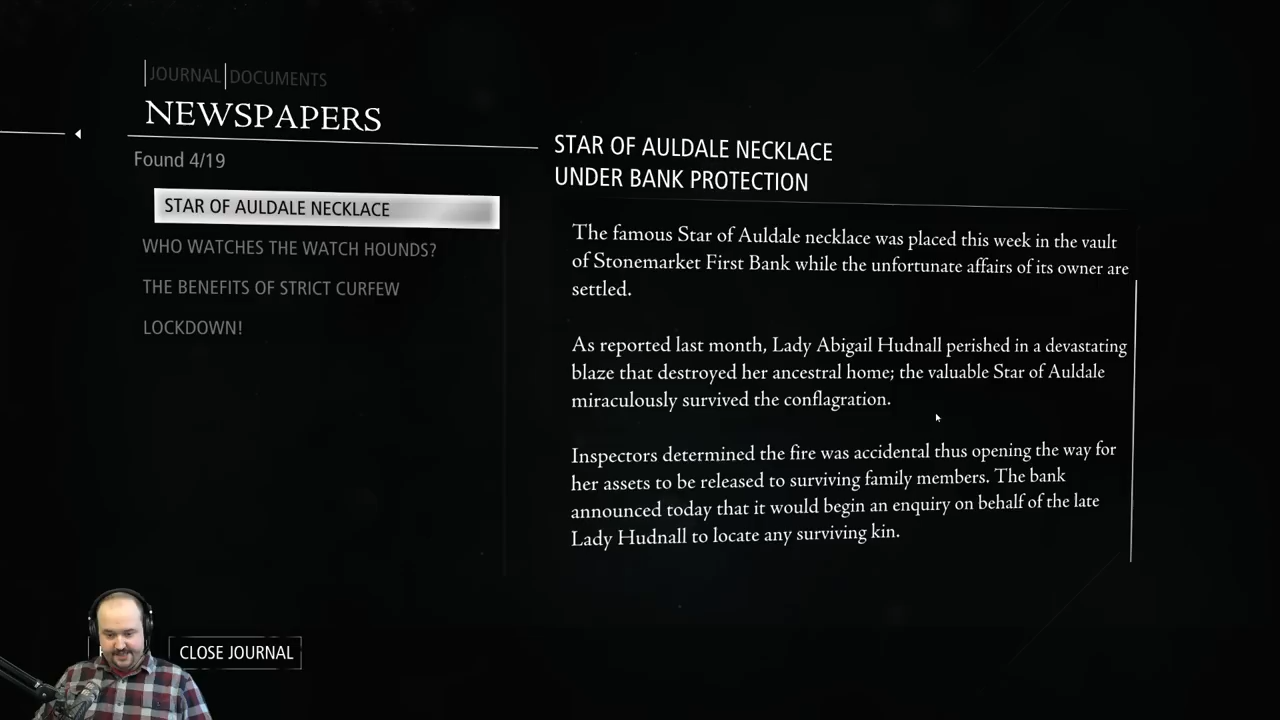 JOURNAL DOCUMENTS
NEWSPAPERS
Found 4/19
STAR OF AULDALE NECKLACE
WHO WATCHES THE WATCH HOUNDS?
THE BENEFITS OF STRICT CURFEW
LOCKDOWN!
STAR OF AULDALE NECKLACE
UNDER BANK PROTECTION
The famous Star of Auldale necklace was placed this week in the vault
of Stonemarket First Bank while the unfortunate affairs of its owner are
settled.
As reported last month, Lady Abigail Hudnall perished in a devastating
blaze that destroyed her ancestral home; the valuable Star of Auldale
miraculously survived the conflagration.
Inspectors determined the fire was accidental thus opening the way for
her assets to be released to surviving family members. The bank
announced today that it would begin an enquiry on behalf of the late
Lady Hudnall to locate any surviving kin.
CLOSE JOURNAL